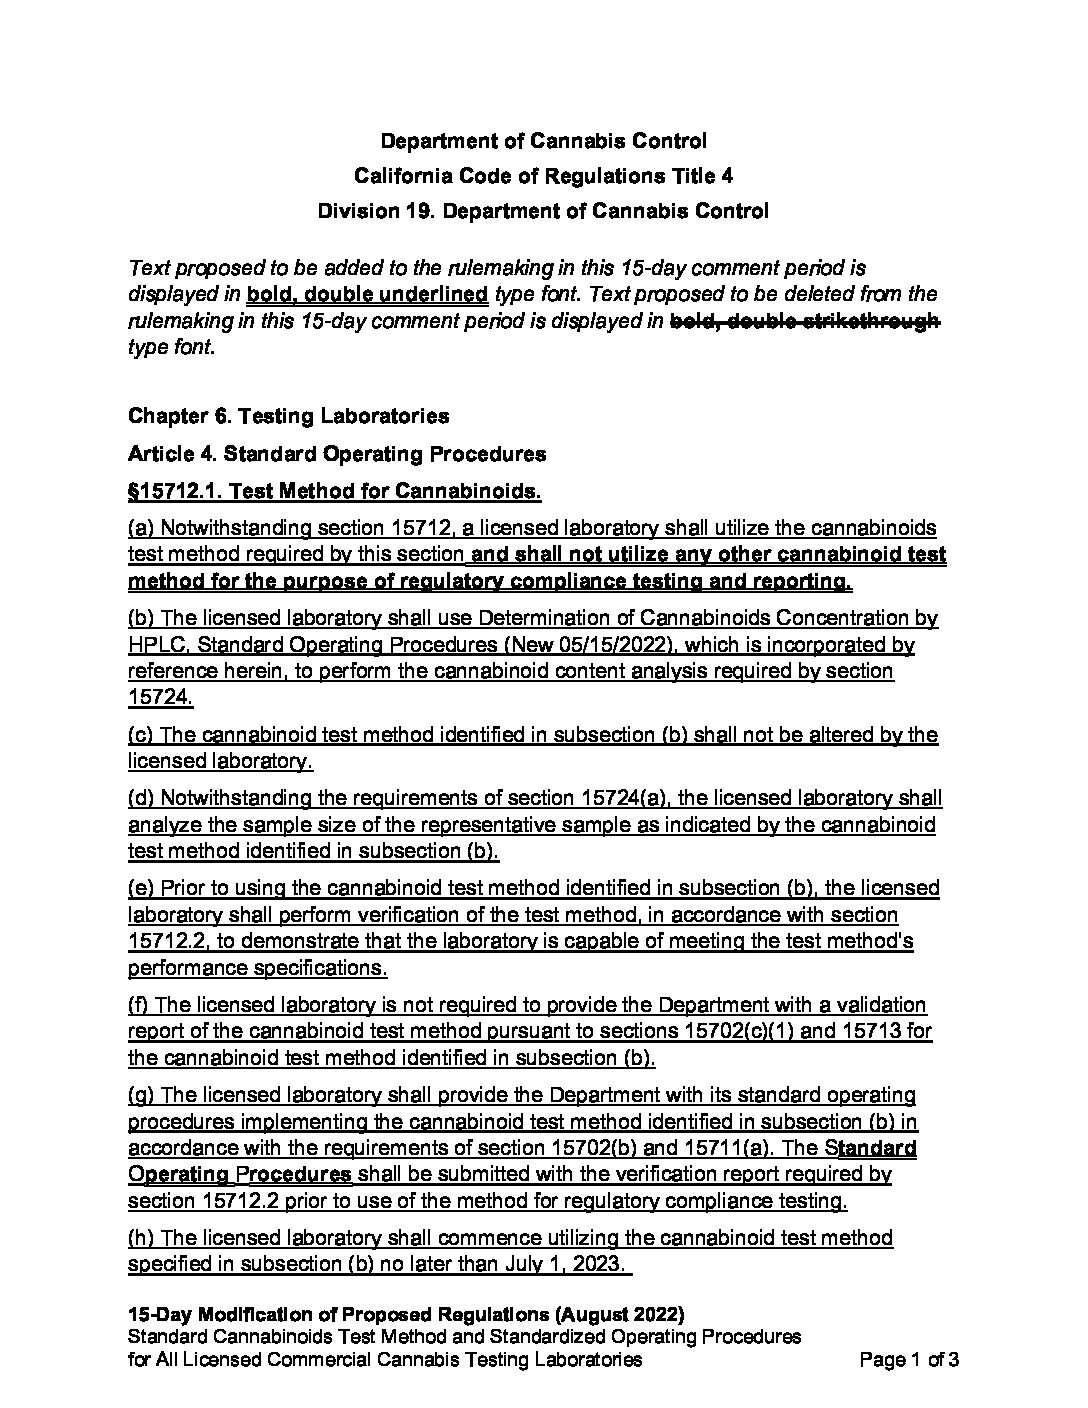 Department of Cannabis Control
California Code of Regulations Title 4
Division 19. Department of Cannabis Control
Text proposed to be added to the rulemaking in this 15-day comment period is
displayed in bold, double underlined type font. Text proposed to be deleted from the
rulemaking in this 15-day comment period is displayed in bold, double strikethrough
type font.
Chapter 6. Testing Laboratories
Article 4. Standard Operating Procedures
§15712.1. Test Method for Cannabinoids.
(a) Notwithstanding section 15712, a licensed laboratory shall utilize the cannabinoids
test method required by this section and shall not utilize any other cannabinoid test
method for the purpose of regulatory compliance testing and reporting.
(b) The licensed laboratory shall use Determination of Cannabinoids Concentration by
HPLC, Standard Operating Procedures (New 05/15/2022), which is incorporated by
reference herein, to perform the cannabinoid content analysis required by section
15724.
(c) The cannabinoid test method identified in subsection (b) shall not be altered by the
licensed laboratory.
(d) Notwithstanding the requirements of section 15724(a), the licensed laboratory shall
analyze the sample size of the representative sample as indicated by the cannabinoid
test method identified in subsection (b).
(e) Prior to using the cannabinoid test method identified in subsection (b), the licensed
laboratory shall perform verification of the test method, in accordance with section
15712.2, to demonstrate that the laboratory is capable of meeting the test method's
performance specifications.
(f) The licensed laboratory is not required to provide the Department with a validation
report of the cannabinoid test method pursuant to sections 15702(c)(1) and 15713 for
the cannabinoid test method identified in subsection (b).
(g) The licensed laboratory shall provide the Department with its standard operating
procedures implementing the cannabinoid test method identified in subsection (b) in
accordance with the requirements of section 15702(b) and 15711(a). The Standard
Operating Procedures shall be submitted with the verification report required by
section 15712.2 prior to use of the method for regulatory compliance testing.
(h) The licensed laboratory shall commence utilizing the cannabinoid test method
specified in subsection (b) no later than July 1, 2023.
15-Day Modification of Proposed Regulations (August 2022)
Standard Cannabinoids Test Method and Standardized Operating Procedures
for All Licensed Commercial Cannabis Testing Laboratories Page 1 of 3